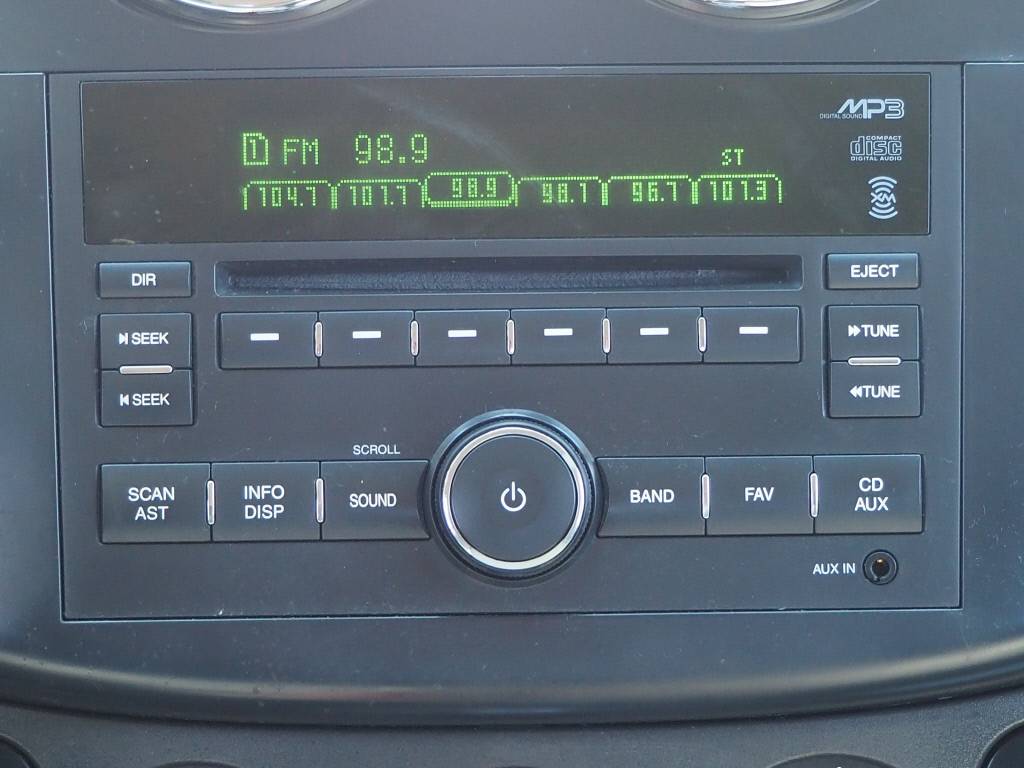 MP3
DIGITAL SOUND
1 FM 98.9
COMPACT
disc
DIGITAL AUDIO
ST
104.7 101.7 98.9 98.1 96.7 101.3
XM
DIR
EJECT
SEEK
TUNE
SEEK
TUNE
SCROLL
SCAN
AST
INFO
DISP
SOUND
BAND
FAV
CD
AUX
AUX IN